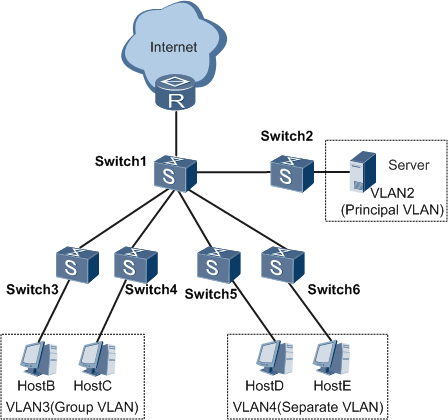 Internet
R
Switch2
Switch1
S
S
Server
VLAN2
(Principal VLAN)
S
S
S
S
Switch3
Switch4
Switch5
Switch6
HostB
HostC
HostD
HostE
VLAN3(Group VLAN)
VLAN4(Separate VLAN)